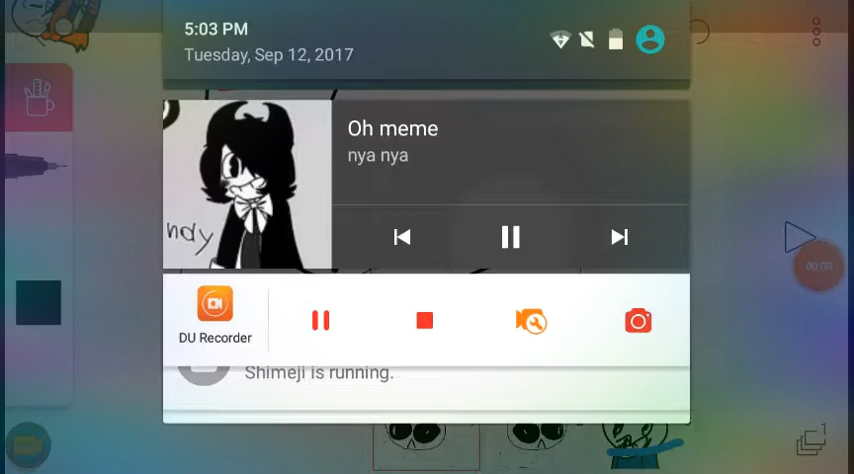 5:03 PM
Tuesday, Sep 12, 2017
Oh meme
nya nya
ndy
00:00
DU Recorder
Shimeji is running.
1